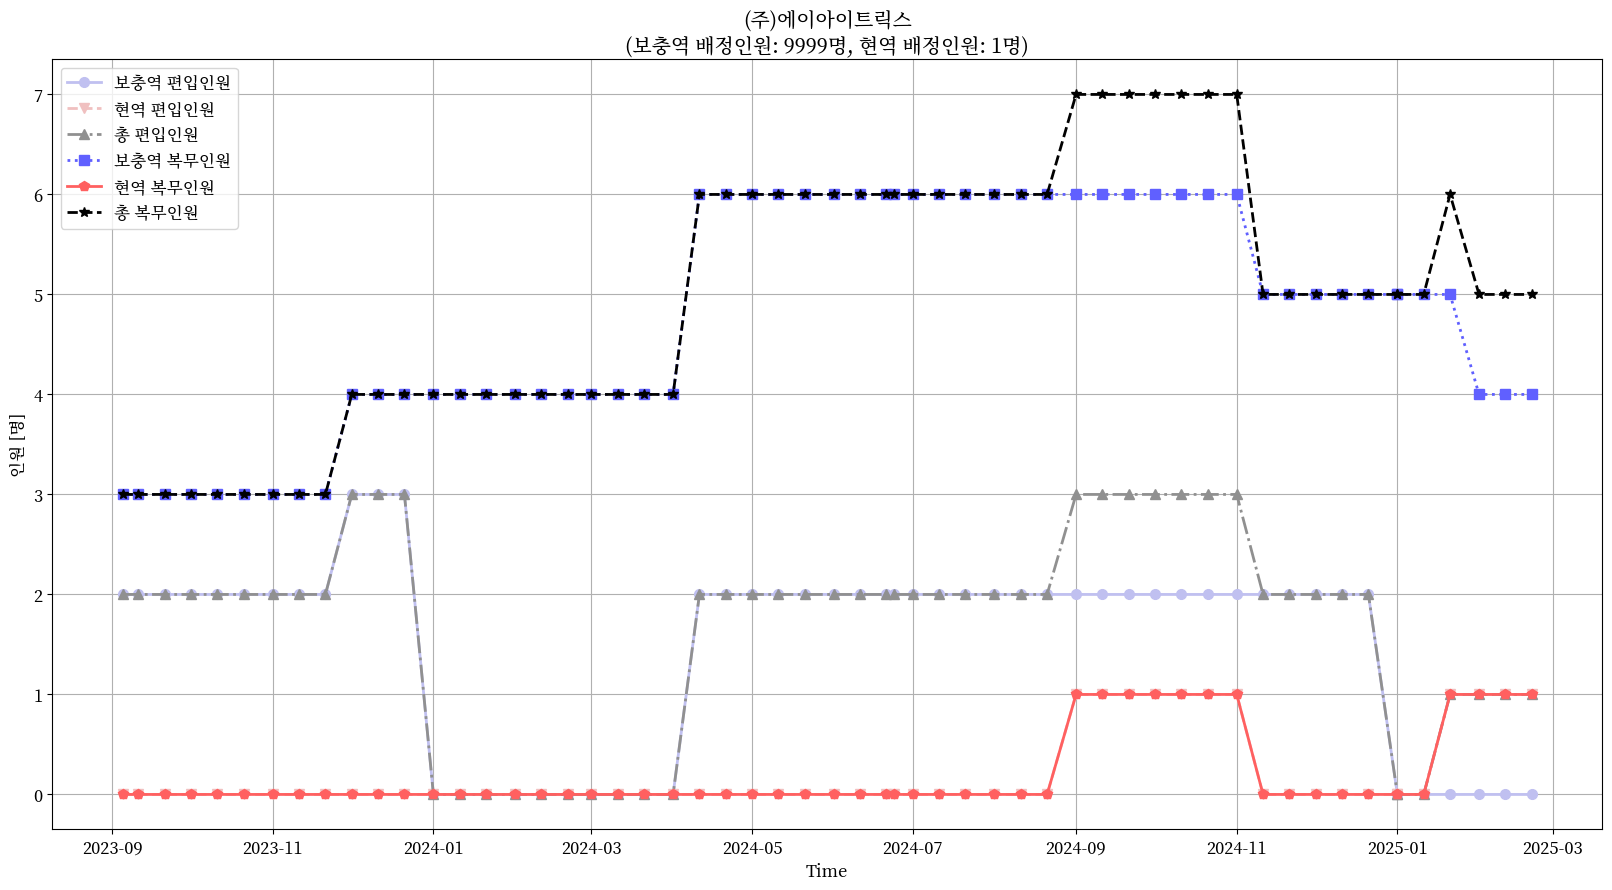 (주)에이아이트릭스
(보충역 배정인원: 9999명, 현역 배정인원: 1명)
보충역 편입인원
현역 편입인원
총 편입인원
보충역 복무인원
현역 복무인원
총 복무인원
인원 [명]
7
6
5
4
3
2
1
0
2023-09
2023-11
2024-01
2024-03
2024-05
2024-07
2024-09
2024-11
2025-01
2025-03
Time